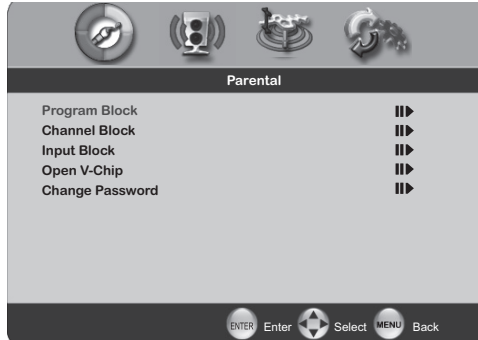 Parental
Program Block
Channel Block
Input Block
Open V-Chip
Change Password
ENTER Enter Select MENU Back